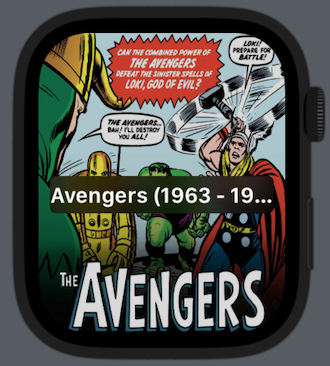 CAN THE COMBINED POWER OF
THE AVENGERS
DEFEAT THE SINISTER SPELLS OF
LOKI, GOD OF EVIL?
LOKI!
PREPARE FOR
BATTLE!
THE AVENGERS...
BAH! I'LL DESTROY
YOU ALL!
Avengers (1963 - 19...
THE AVENGERS